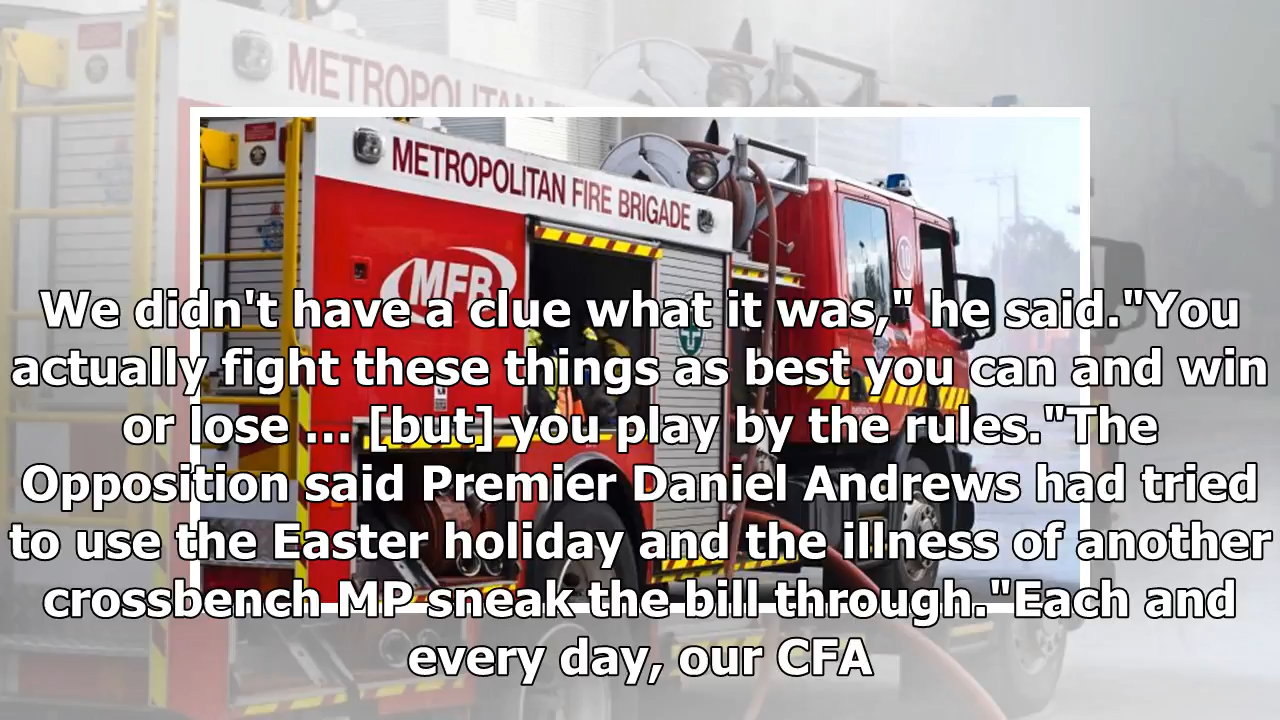 METROPOLITAN FIRE BRIGADE
MFB
We didn't have a clue what it was," he said."You
actually fight these things as best you can and win
or lose ... [but] you play by the rules."The
Opposition said Premier Daniel Andrews had tried
to use the Easter holiday and the illness of another
crossbench MP sneak the bill through."Each and
every day, our CFA